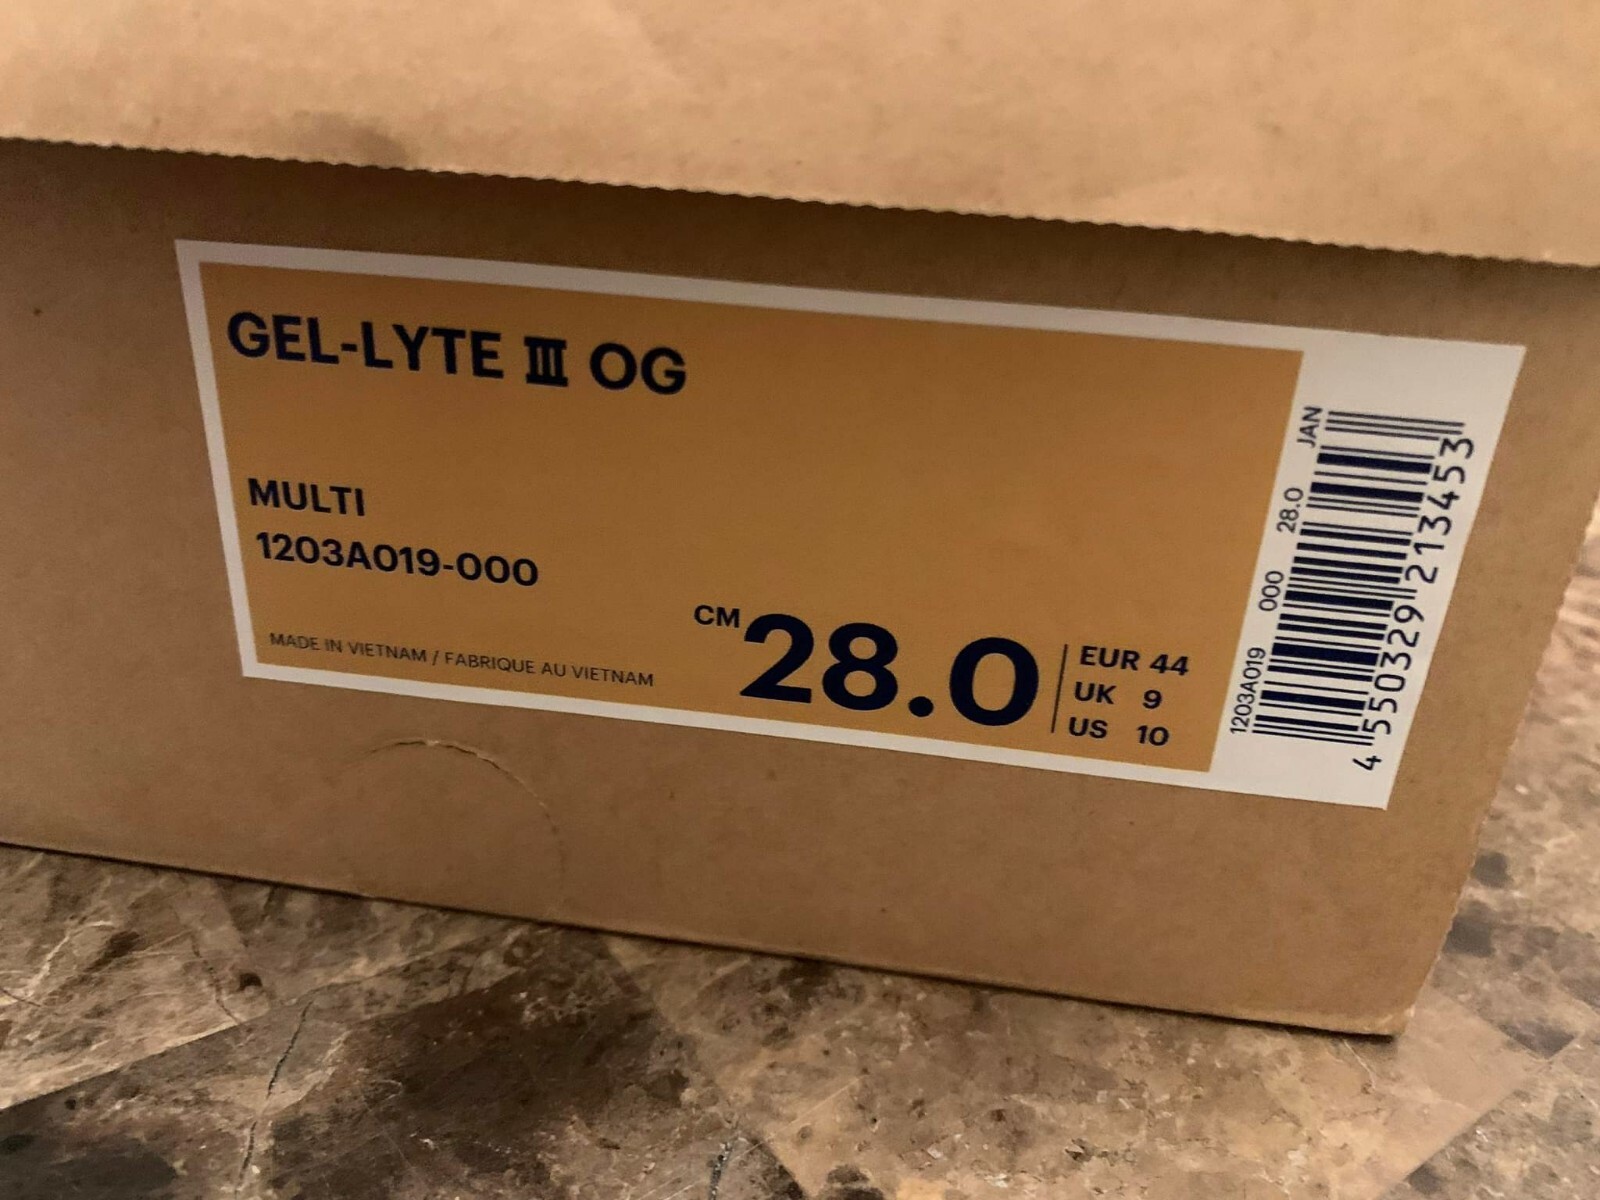 GEL-LYTE III OG
MULTI
1203A019-000
MADE IN VIETNAM / FABRIQUE AU VIETNAM
CM 28.0
EUR 44
UK 9
US 10
1203A019 000 28.0 JAN
4 550329 213453